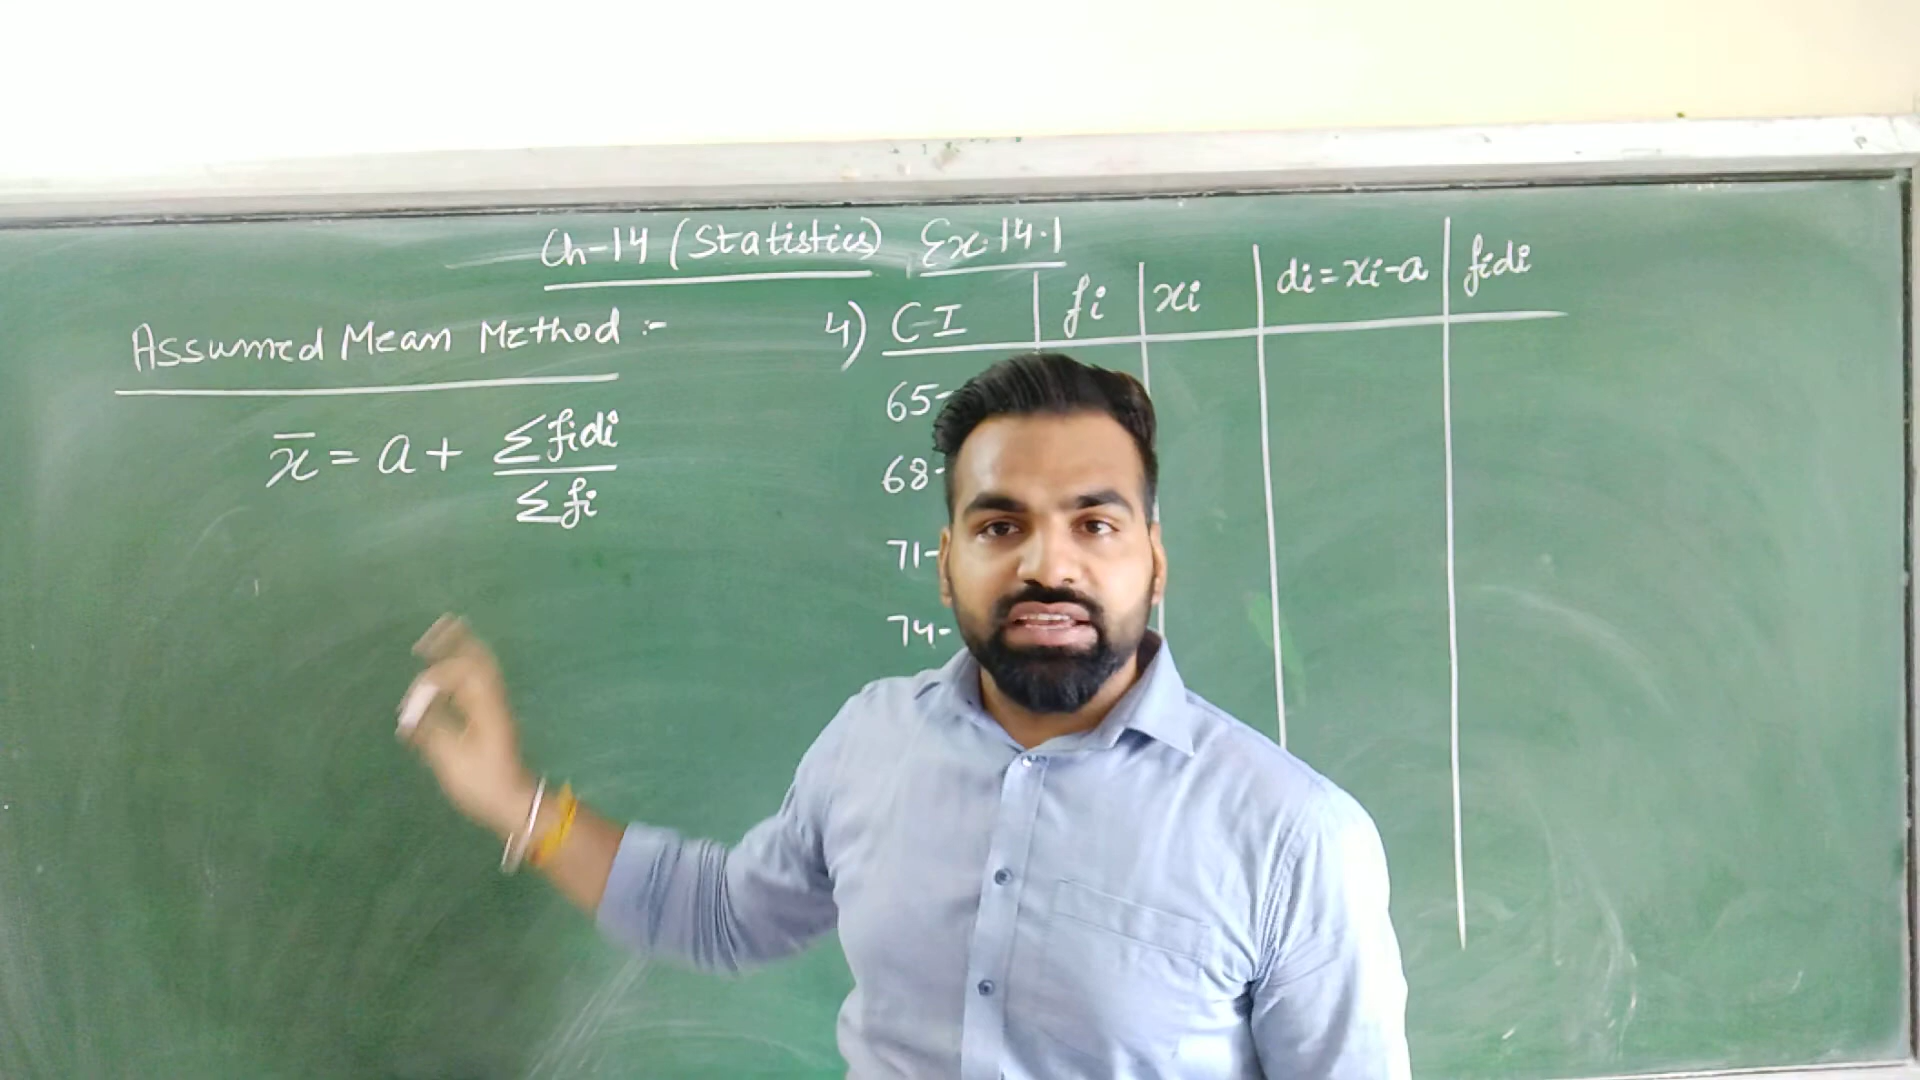 Ch-14 (Statistics) Ex.14.1
Assumed Mean Method :-
x̄ = a + Σfidi / Σfi
4) CI | fi | xi | di = xi-a | fidi
65-
68-
71-
74-